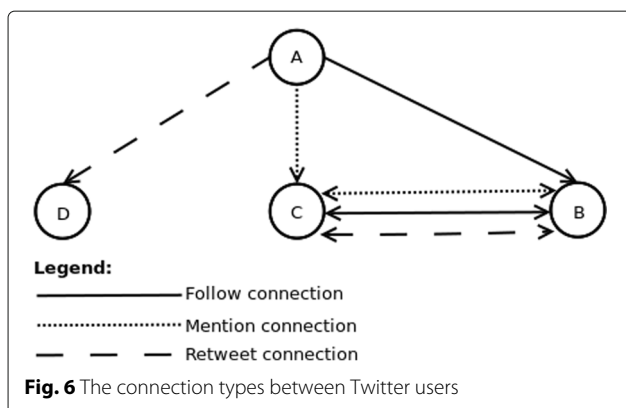 A
D
C
B
Legend:
Follow connection
Mention connection
Retweet connection
Fig. 6 The connection types between Twitter users